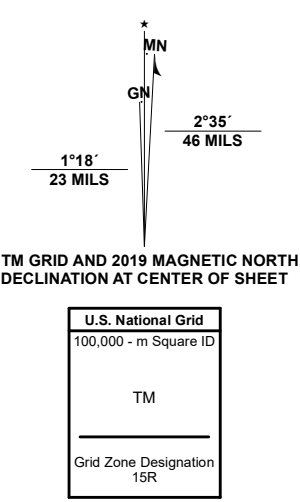 MN
GN
2°35´
46 MILS
1°18´
23 MILS
TM GRID AND 2019 MAGNETIC NORTH
DECLINATION AT CENTER OF SHEET
U.S. National Grid
100,000 - m Square ID
TM
Grid Zone Designation
15R